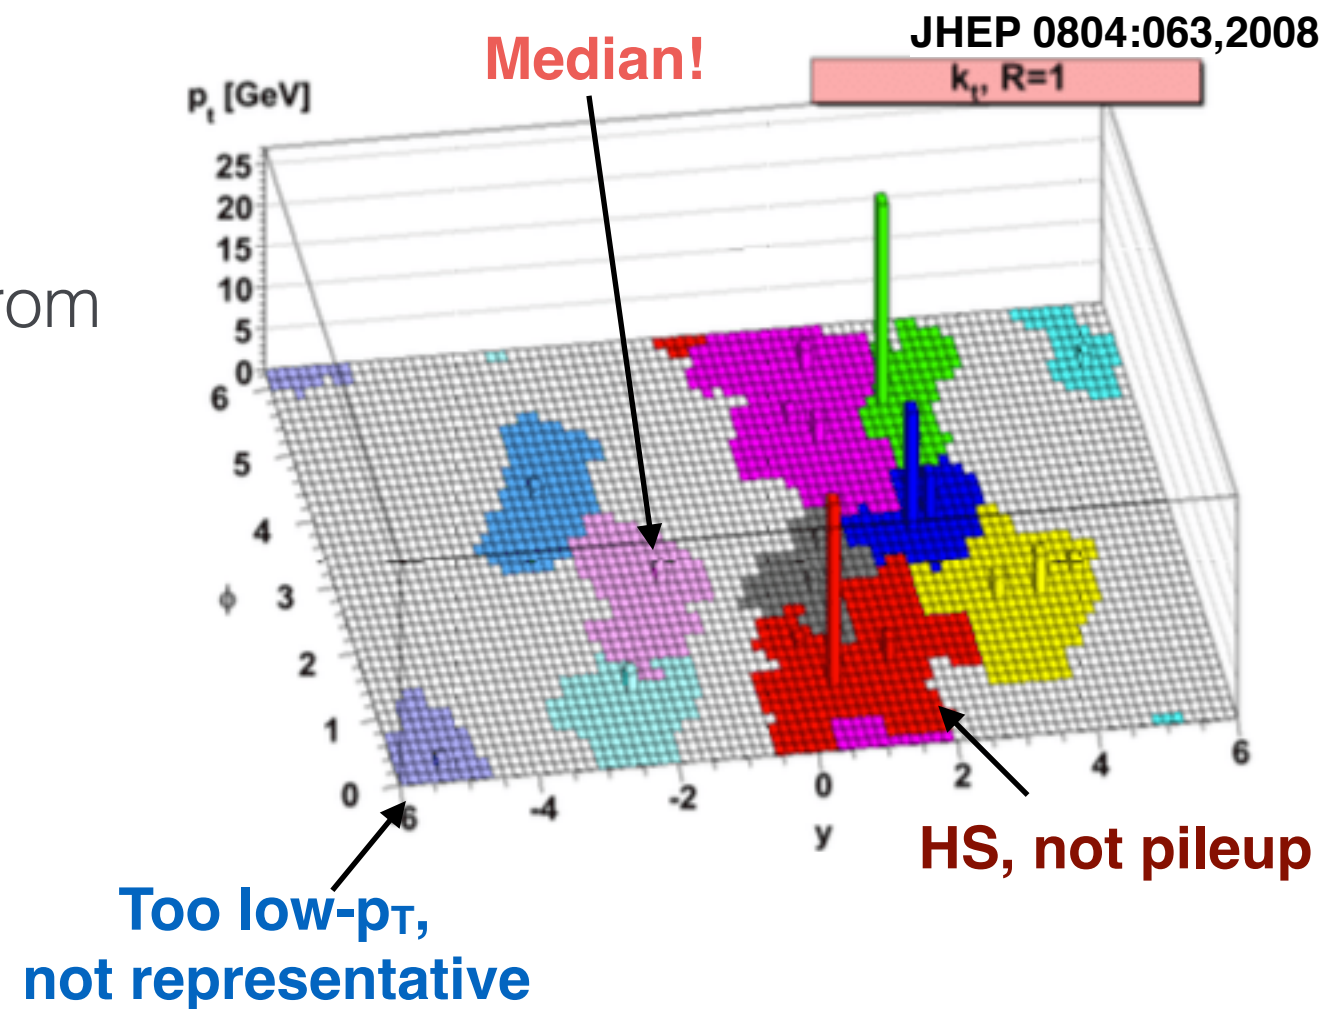 JHEP 0804:063,2008
Median!
kt, R=1
pt [GeV]
25
20
15
10
5
0
rom
6
5
4
ϕ 3
2
1
0
6 -4 -2 0 2 4 6
y
HS, not pileup
Too low-pT,
not representative